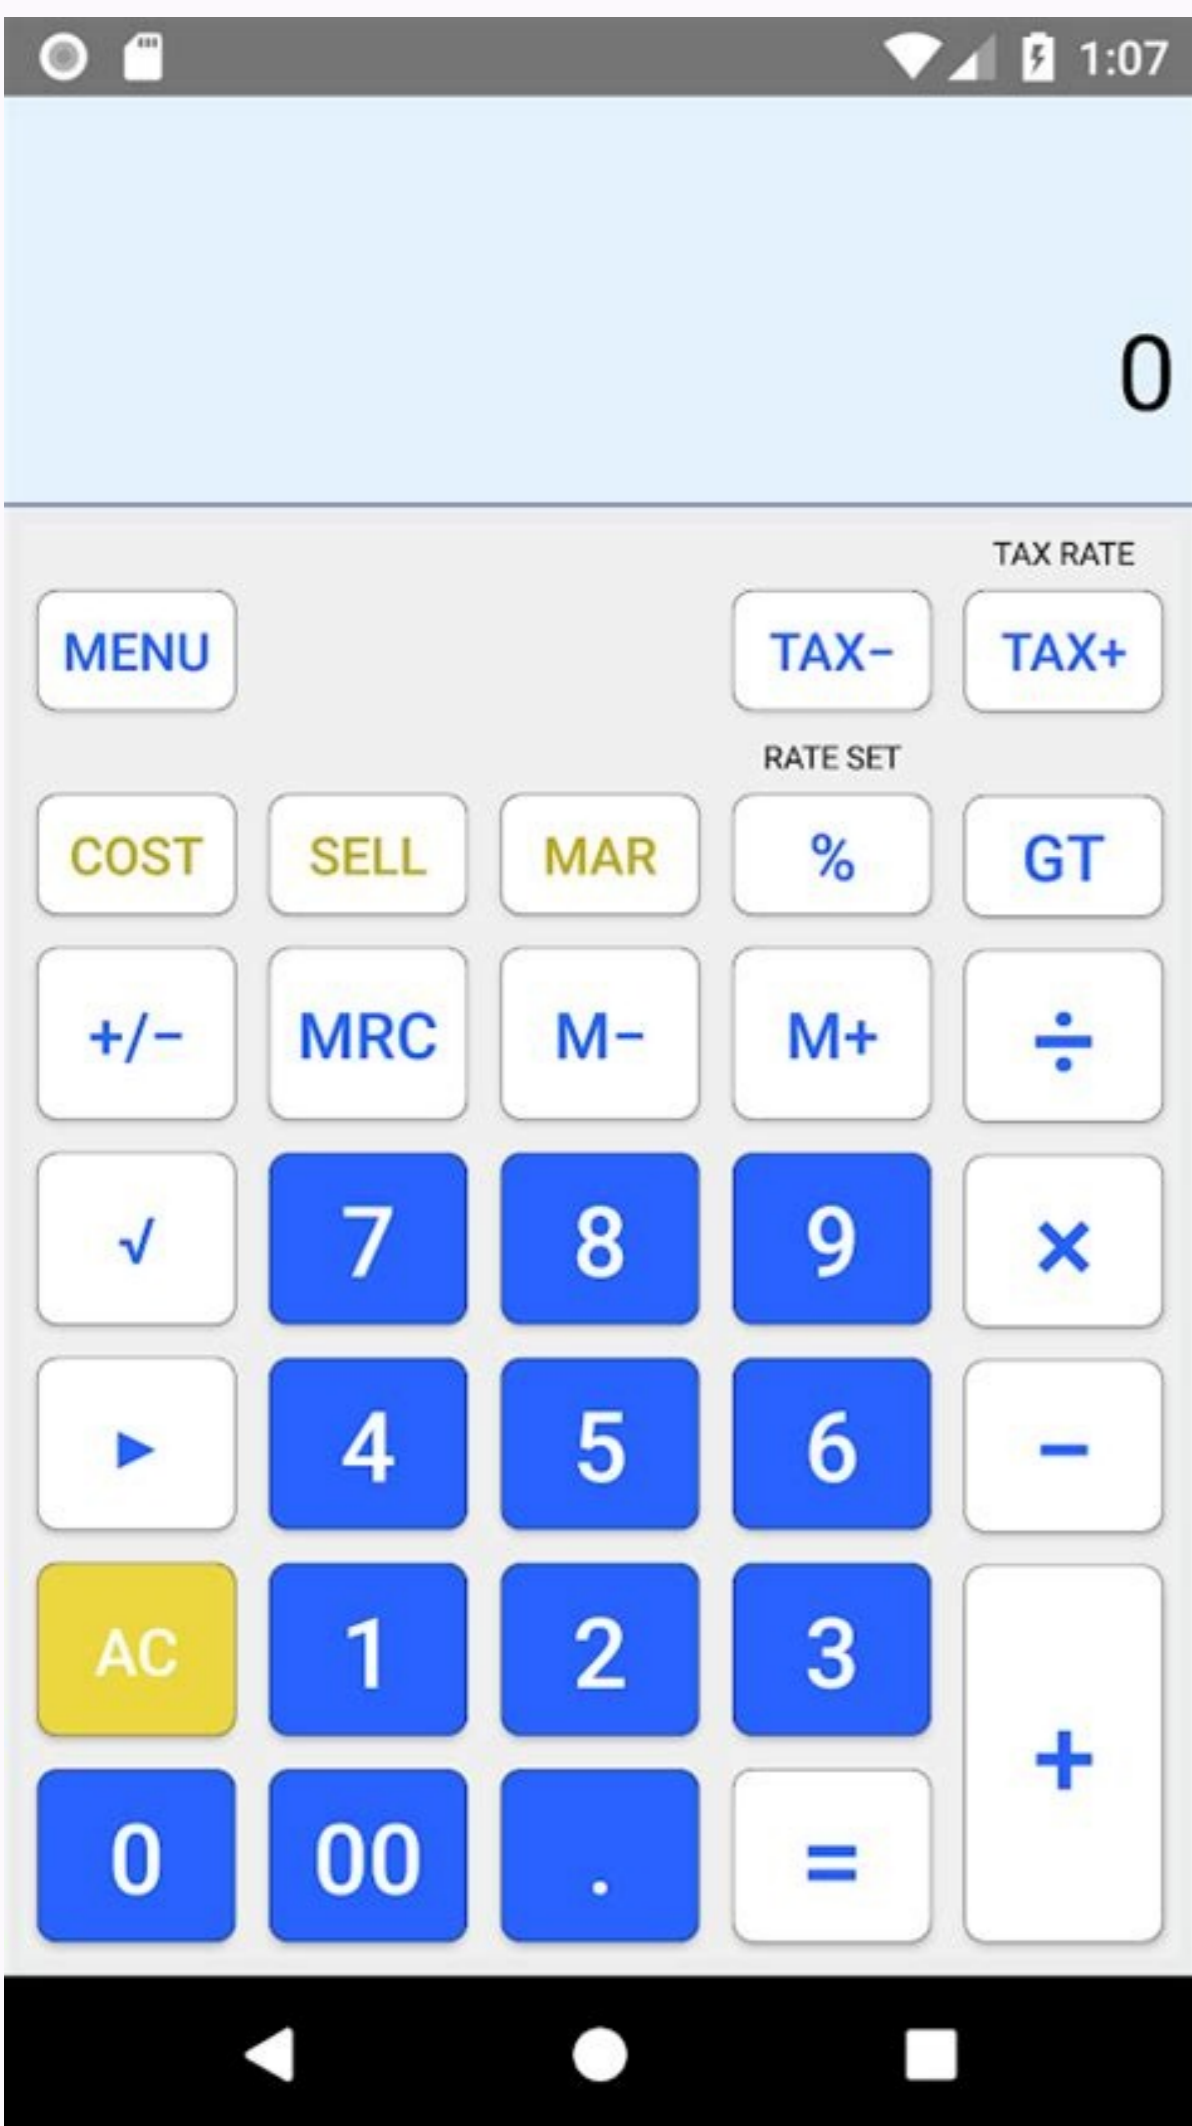 1:07
0
TAX RATE
MENU TAX− TAX+
RATE SET
COST SELL MAR % GT
+/− MRC M− M+ ÷
√ 7 8 9 ×
▶ 4 5 6 −
AC 1 2 3
+
0 00 . =